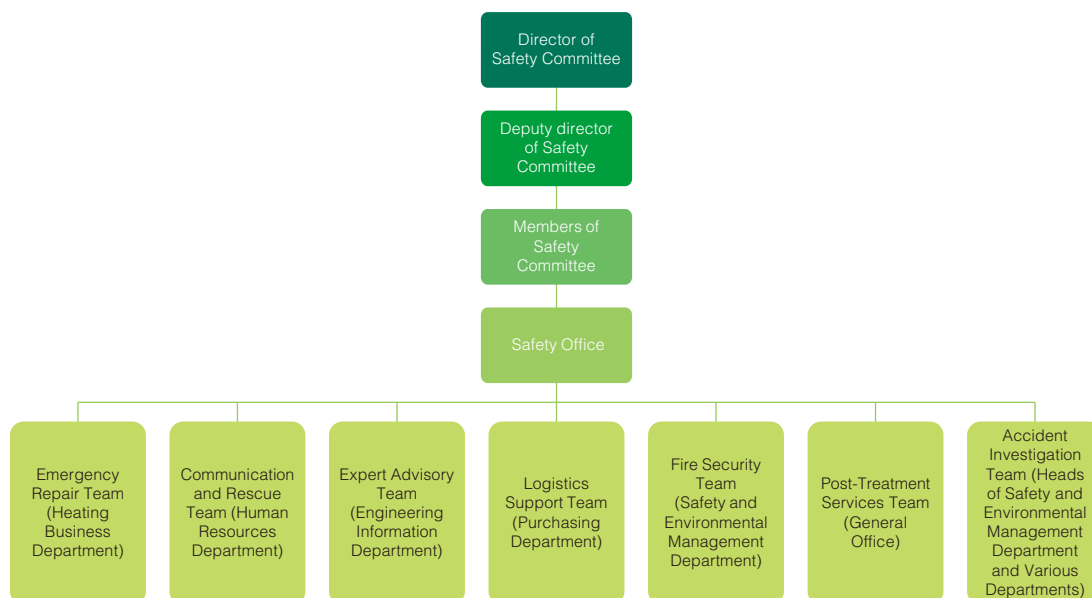 Director of
Safety Committee
Deputy director
of Safety
Committee
Members of
Safety
Committee
Safety Office
Emergency
Repair Team
(Heating
Business
Department)
Communication
and Rescue
Team (Human
Resources
Department)
Expert Advisory
Team
(Engineering
Information
Department)
Logistics
Support Team
(Purchasing
Department)
Fire Security
Team
(Safety and
Environmental
Management
Department)
Post-Treatment
Services Team
(General
Office)
Accident
Investigation
Team (Heads
of Safety and
Environmental
Management
Department
and Various
Departments)